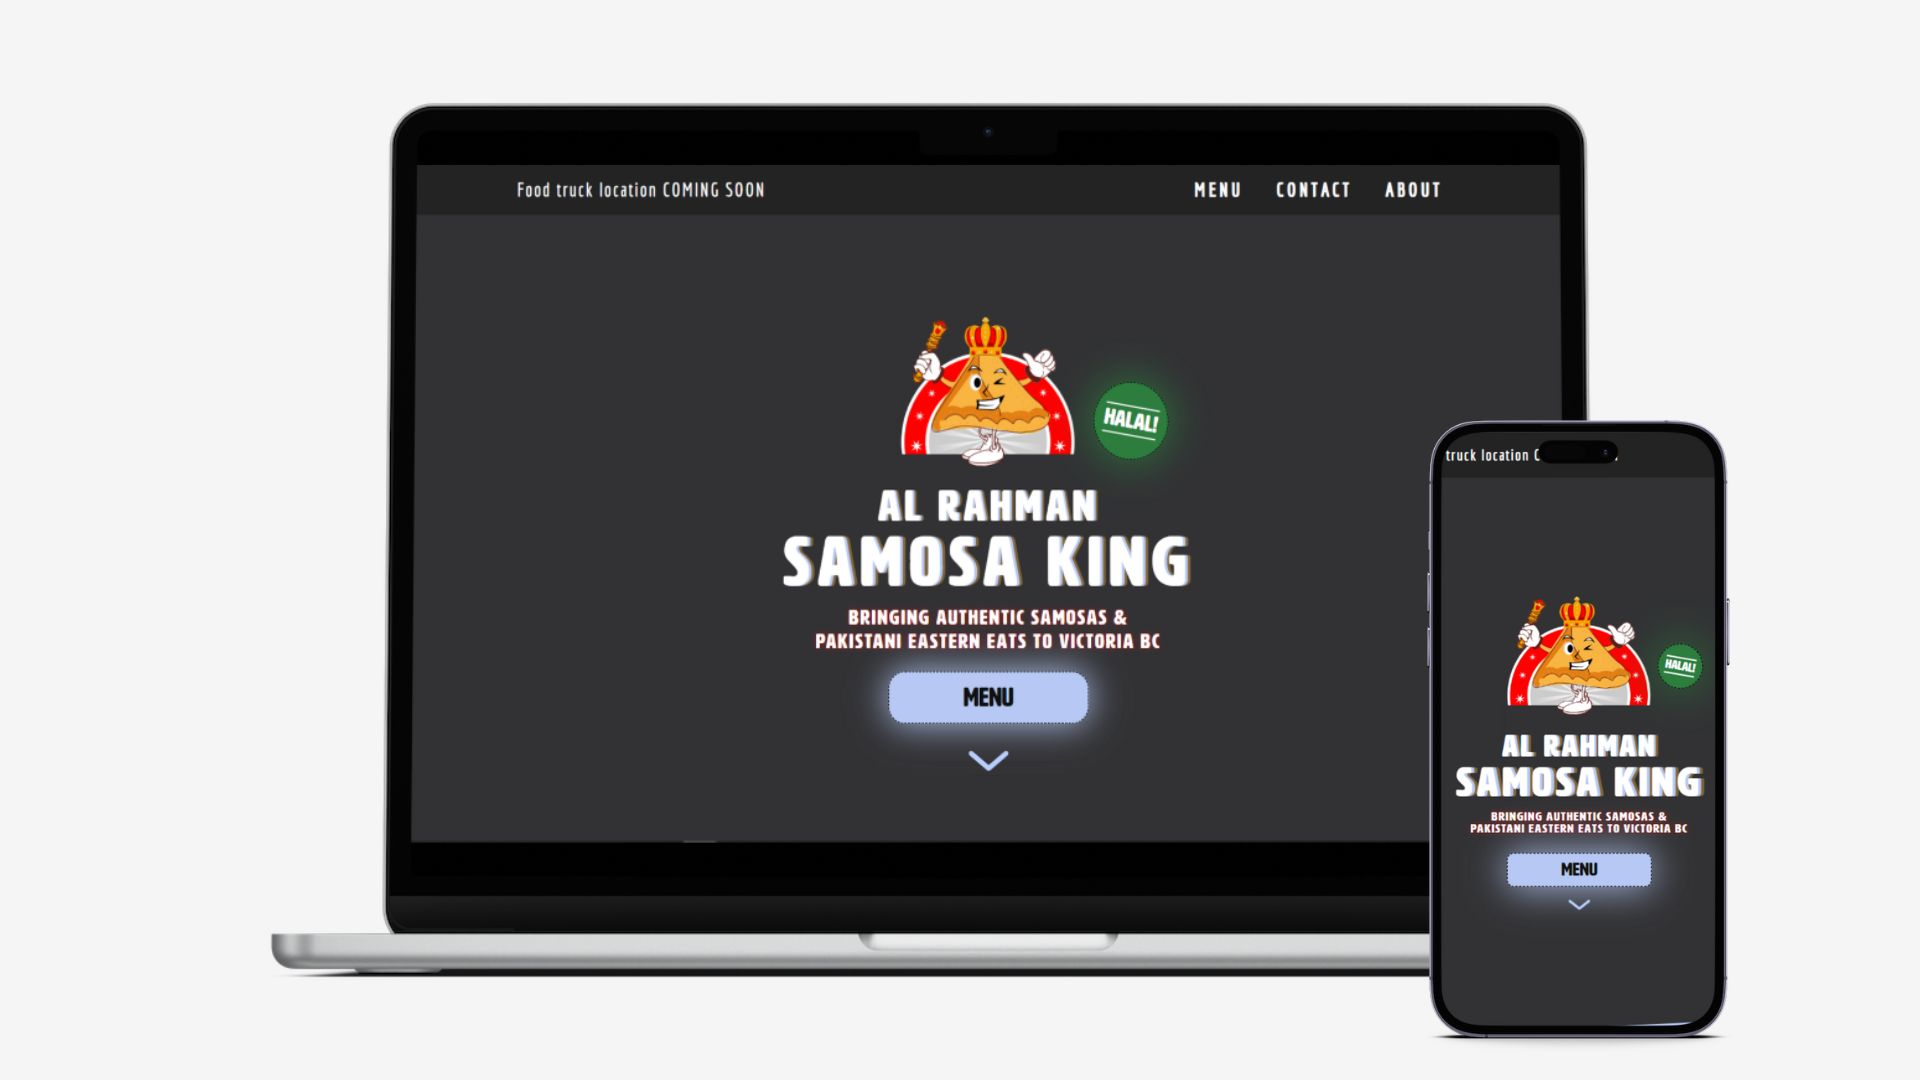 Food truck location COMING SOON
MENU CONTACT ABOUT
HALAL!
AL RAHMAN
SAMOSA KING
BRINGING AUTHENTIC SAMOSAS &
PAKISTANI EASTERN EATS TO VICTORIA BC
MENU
truck location
HALAL!
AL RAHMAN
SAMOSA KING
BRINGING AUTHENTIC SAMOSAS &
PAKISTANI EASTERN EATS TO VICTORIA BC
MENU